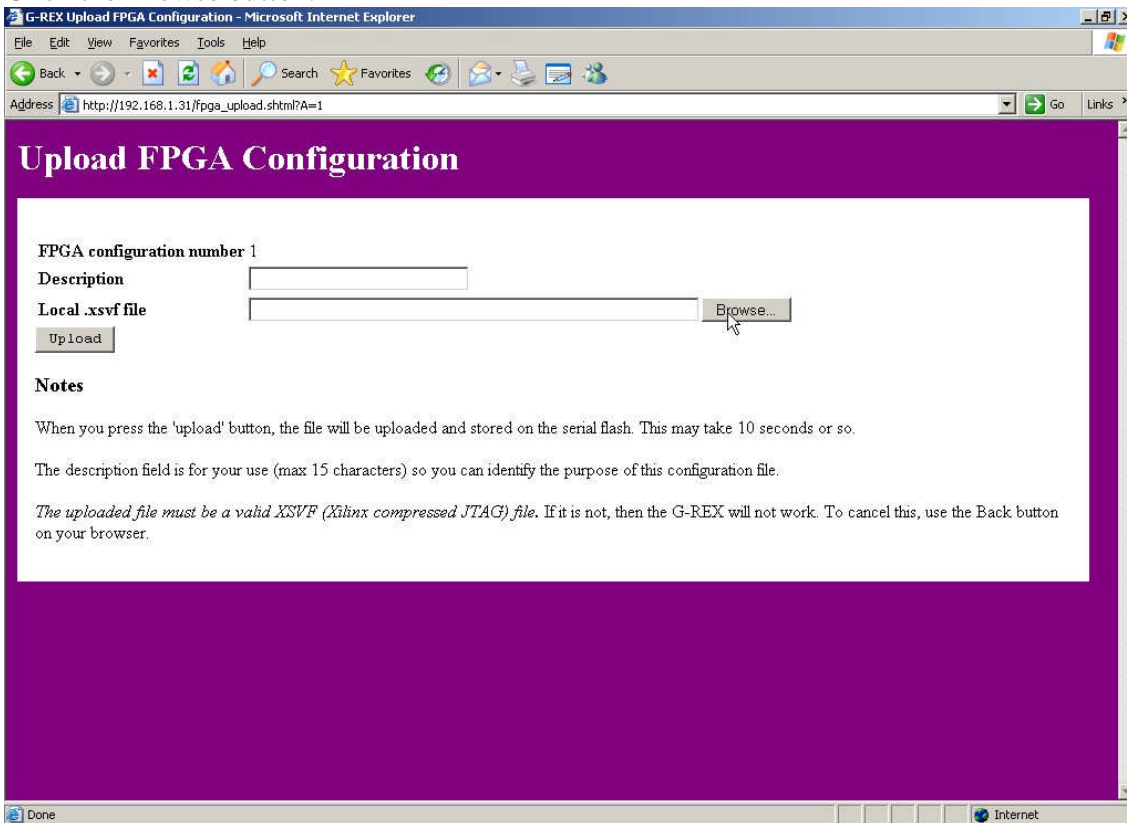 G-REX Upload FPGA Configuration - Microsoft Internet Explorer
File Edit View Favorites Tools Help
Back Search Favorites
Address http://192.168.1.31/fpga_upload.shtml?A=1 Go Links
Upload FPGA Configuration
FPGA configuration number 1
Description
Local .xsvf file Browse...
Upload
Notes
When you press the 'upload' button, the file will be uploaded and stored on the serial flash. This may take 10 seconds or so.
The description field is for your use (max 15 characters) so you can identify the purpose of this configuration file.
The uploaded file must be a valid XSVF (Xilinx compressed JTAG) file. If it is not, then the G-REX will not work. To cancel this, use the Back button
on your browser.
Done Internet